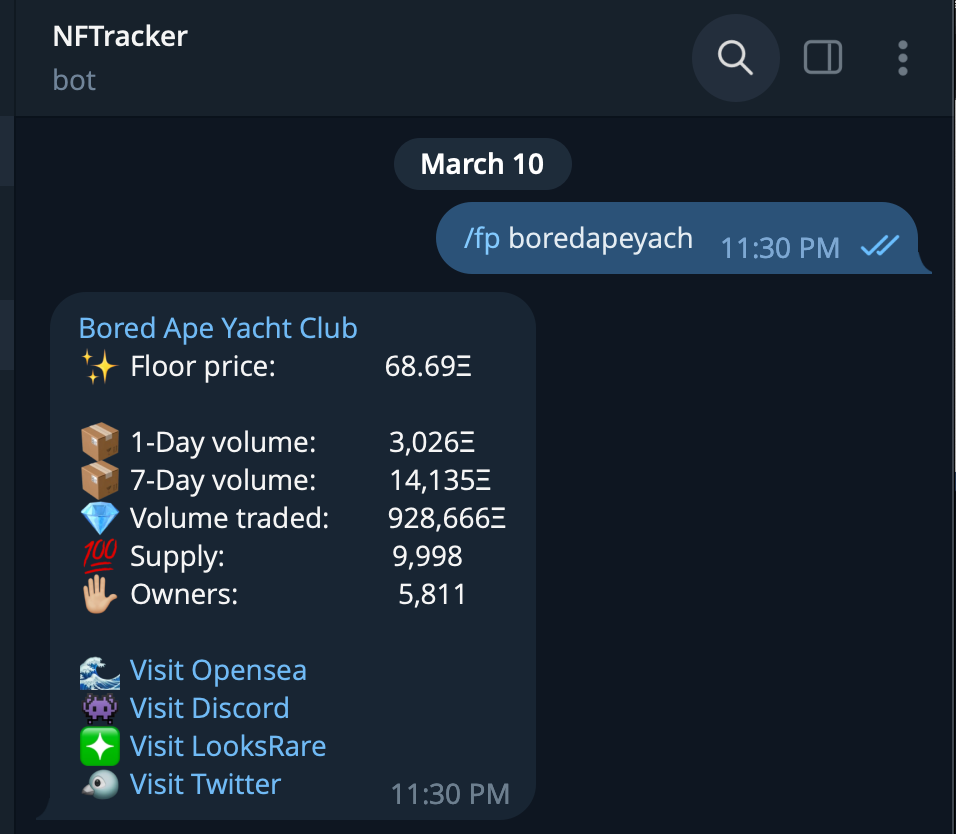 NFTracker
bot
March 10
/fp boredapeyach 11:30 PM
Bored Ape Yacht Club
✨ Floor price: 68.69Ξ
📦 1-Day volume: 3,026Ξ
📦 7-Day volume: 14,135Ξ
💎 Volume traded: 928,666Ξ
💯 Supply: 9,998
✋🏼 Owners: 5,811
🌊 Visit Opensea
👾 Visit Discord
❇️ Visit LooksRare
🐦 Visit Twitter
11:30 PM